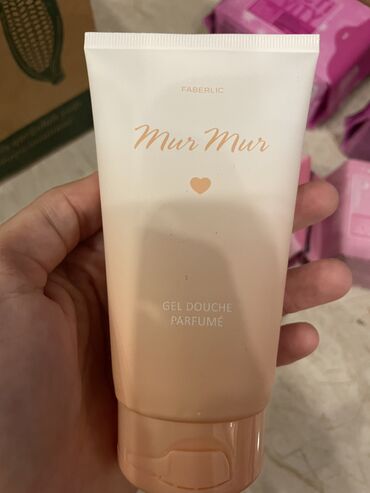 FABERLIC
Mur Mur
GEL DOUCHE
PARFUMÉ